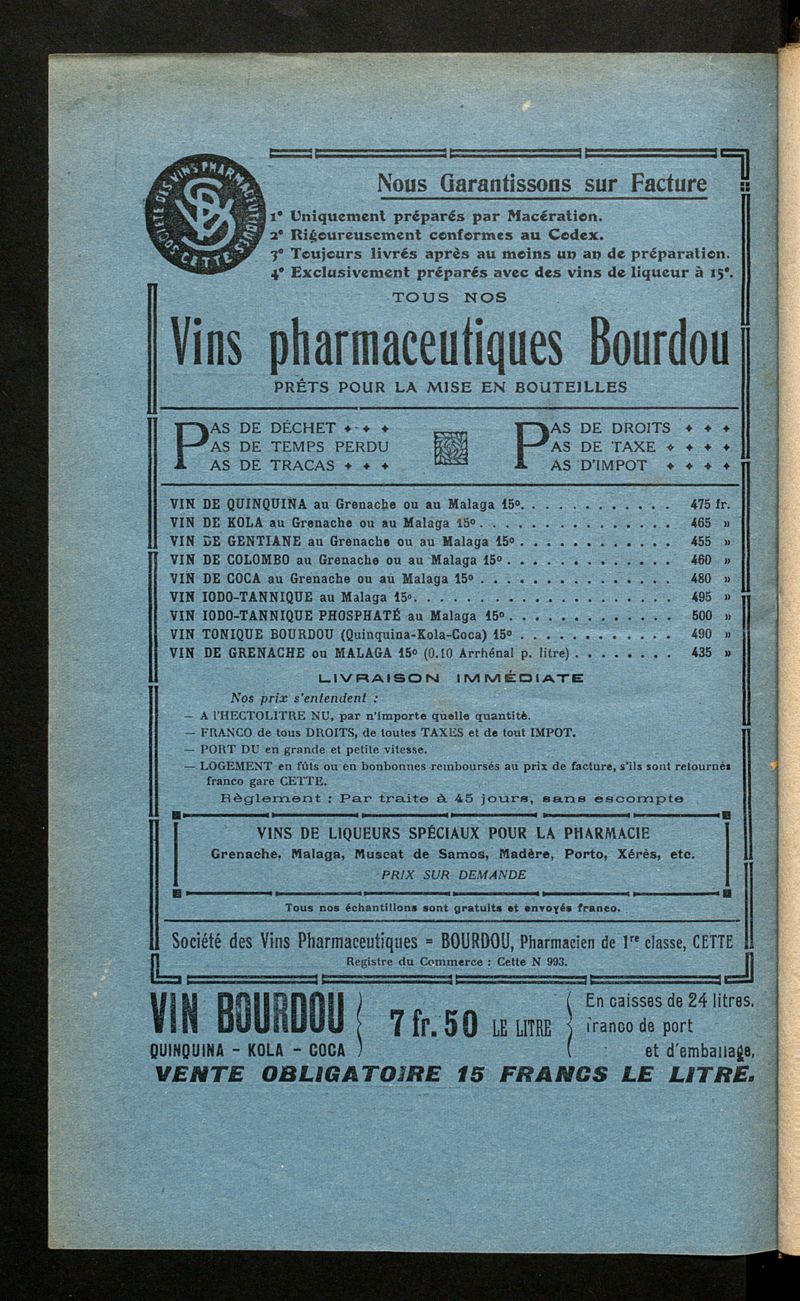 SOCIÉTÉ DES VINS PHARMACEUTIQUES
CETTE
Nous Garantissons sur Facture
1° Uniquement préparés par Macération.
2° Rigoureusement conformes au Codex.
3° Toujours livrés après au moins un an de préparation.
4° Exclusivement préparés avec des vins de liqueur à 15°.
TOUS NOS
Vins pharmaceutiques Bourdou
PRÊTS POUR LA MISE EN BOUTEILLES
PAS DE DÉCHET
PAS DE TEMPS PERDU
PAS DE TRACAS
PAS DE DROITS
PAS DE TAXE
PAS D'IMPOT
VIN DE QUINQUINA au Grenache ou au Malaga 15°. . . . . . . . . . . . 475 fr.
VIN DE KOLA au Grenache ou au Malaga 15° . . . . . . . . . . . . . . . 465 »
VIN DE GENTIANE au Grenache ou au Malaga 15° . . . . . . . . . . . . 455 »
VIN DE COLOMBO au Grenache ou au Malaga 15° . . . . . . . . . . . . . 460 »
VIN DE COCA au Grenache ou au Malaga 15° . . . . . . . . . . . . . . . 480 »
VIN IODO-TANNIQUE au Malaga 15°. . . . . . . . . . . . . . . . . . . . 495 »
VIN IODO-TANNIQUE PHOSPHATÉ au Malaga 15° . . . . . . . . . . . . . 500 »
VIN TONIQUE BOURDOU (Quinquina-Kola-Coca) 15° . . . . . . . . . . . . 490 »
VIN DE GRENACHE ou MALAGA 15° (0.10 Arrhénal p. litre) . . . . . . . . 435 »
LIVRAISON IMMÉDIATE
Nos prix s'entendent :
— A l'HECTOLITRE NU, par n'importe quelle quantité.
— FRANCO de tous DROITS, de toutes TAXES et de tout IMPOT.
— PORT DU en grande et petite vitesse.
— LOGEMENT en fûts ou en bonbonnes remboursés au prix de facture, s'ils sont retournés
franco gare CETTE.
Règlement : Par traite à 45 jours, sans escompte
VINS DE LIQUEURS SPÉCIAUX POUR LA PHARMACIE
Grenache, Malaga, Muscat de Samos, Madère, Porto, Xérès, etc.
PRIX SUR DEMANDE
Tous nos échantillons sont gratuits et envoyés franco.
Société des Vins Pharmaceutiques = BOURDOU, Pharmacien de 1re classe, CETTE
Registre du Commerce : Cette N 993.
VIN BOURDOU
QUINQUINA - KOLA - COCA
7 fr. 50 LE LITRE
En caisses de 24 litres,
franco de port
et d'emballage,
VENTE OBLIGATOIRE 15 FRANCS LE LITRE.